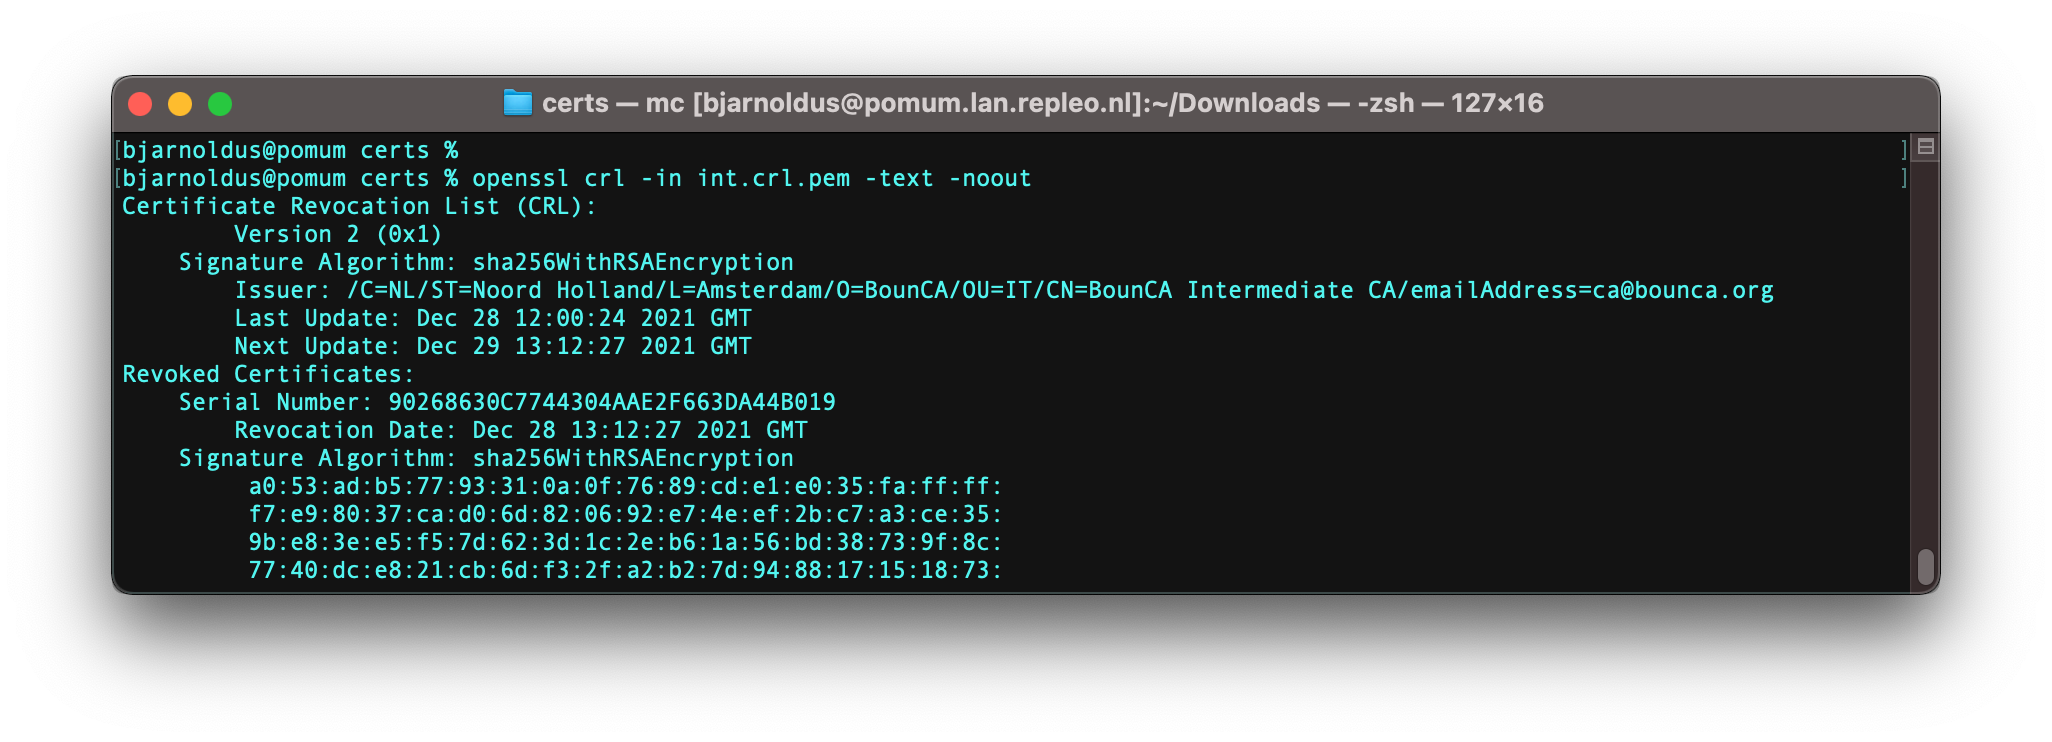 certs — mc [bjarnoldus@pomum.lan.repleo.nl]:~/Downloads — -zsh — 127×16
[bjarnoldus@pomum certs % ]
[bjarnoldus@pomum certs % openssl crl -in int.crl.pem -text -noout ]
Certificate Revocation List (CRL):
        Version 2 (0x1)
    Signature Algorithm: sha256WithRSAEncryption
        Issuer: /C=NL/ST=Noord Holland/L=Amsterdam/O=BounCA/OU=IT/CN=BounCA Intermediate CA/emailAddress=ca@bounca.org
        Last Update: Dec 28 12:00:24 2021 GMT
        Next Update: Dec 29 13:12:27 2021 GMT
Revoked Certificates:
    Serial Number: 90268630C7744304AAE2F663DA44B019
        Revocation Date: Dec 28 13:12:27 2021 GMT
    Signature Algorithm: sha256WithRSAEncryption
         a0:53:ad:b5:77:93:31:0a:0f:76:89:cd:e1:e0:35:fa:ff:ff:
         f7:e9:80:37:ca:d0:6d:82:06:92:e7:4e:ef:2b:c7:a3:ce:35:
         9b:e8:3e:e5:f5:7d:62:3d:1c:2e:b6:1a:56:bd:38:73:9f:8c:
         77:40:dc:e8:21:cb:6d:f3:2f:a2:b2:7d:94:88:17:15:18:73: